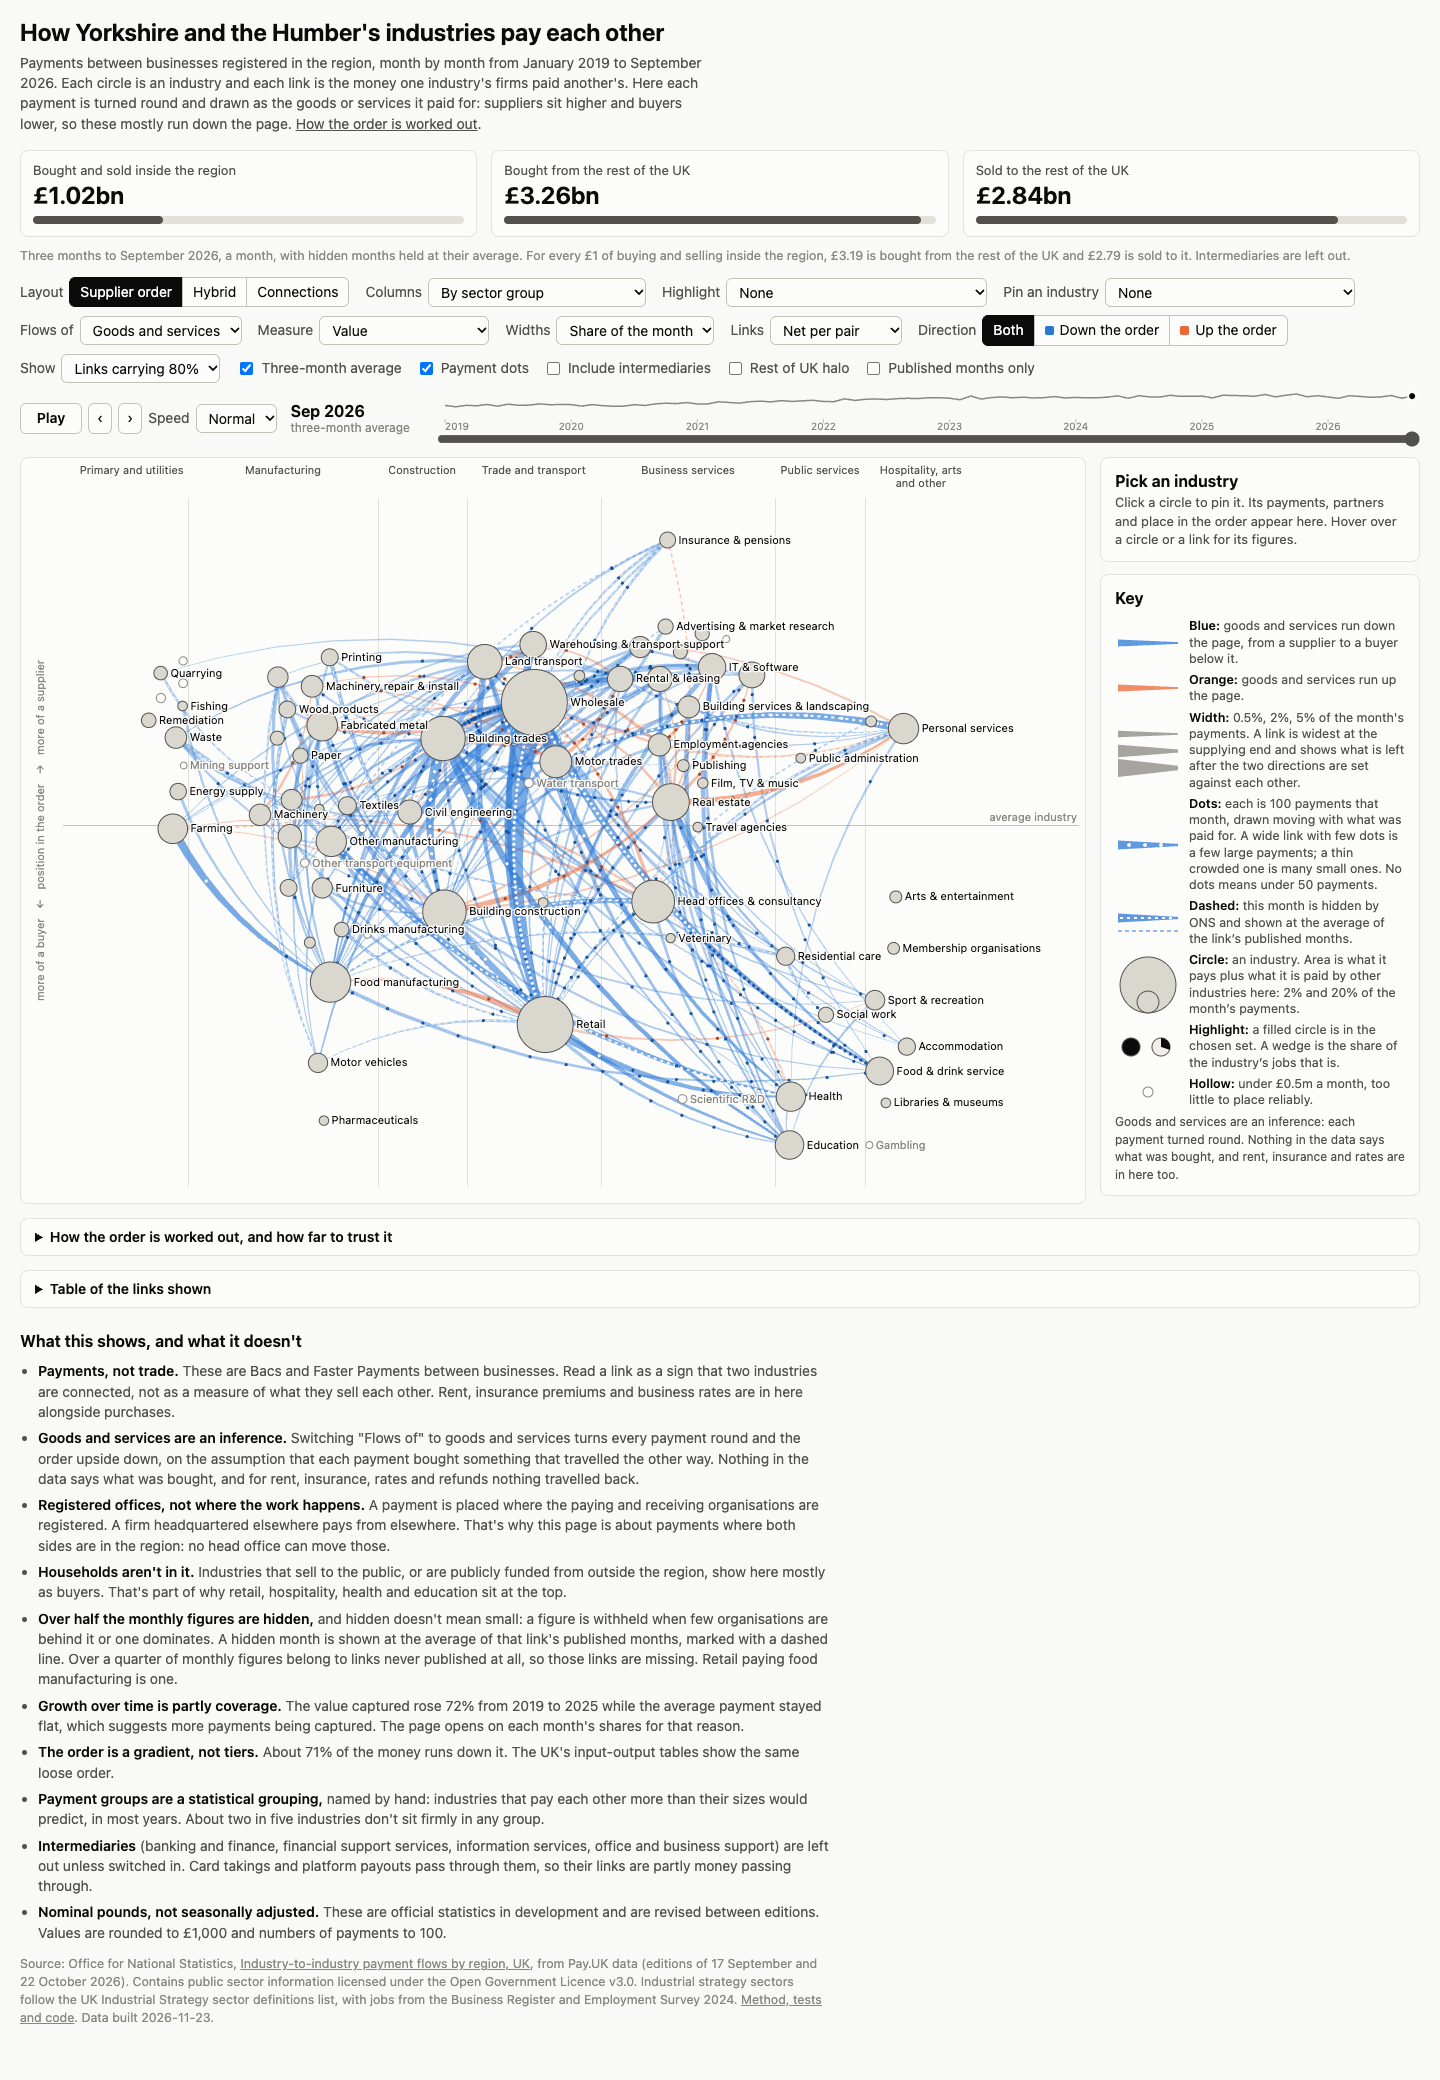 How Yorkshire and the Humber's industries pay each other
Payments between businesses registered in the region, month by month from January 2019 to September
2026. Each circle is an industry and each link is the money one industry's firms paid another's. Here each
payment is turned round and drawn as the goods or services it paid for: suppliers sit higher and buyers
lower, so these mostly run down the page. How the order is worked out.
Bought and sold inside the region
£1.02bn
Bought from the rest of the UK
£3.26bn
Sold to the rest of the UK
£2.84bn
Three months to September 2026, a month, with hidden months held at their average. For every £1 of buying and selling inside the region, £3.19 is bought from the rest of the UK and £2.79 is sold to it. Intermediaries are left out.
Layout Supplier order Hybrid Connections Columns By sector group Highlight None Pin an industry None
Flows of Goods and services Measure Value Widths Share of the month Links Net per pair Direction Both Down the order Up the order
Show Links carrying 80% Three-month average Payment dots Include intermediaries Rest of UK halo Published months only
Play ‹ › Speed Normal Sep 2026
three-month average
2019 2020 2021 2022 2023 2024 2025 2026
Primary and utilities Manufacturing Construction Trade and transport Business services Public services Hospitality, arts
and other
more of a buyer ← position in the order → more of a supplier
Insurance & pensions
Advertising & market research
Warehousing & transport support
Printing
Land transport
IT & software
Quarrying
Rental & leasing
Machinery repair & install
Wholesale
Fishing
Wood products
Building services & landscaping
Remediation
Fabricated metal
Personal services
Waste
Building trades
Employment agencies
Paper
Public administration
Mining support
Motor trades
Publishing
Water transport
Film, TV & music
Energy supply
Textiles
Real estate
Machinery
Civil engineering
average industry
Farming
Travel agencies
Other manufacturing
Other transport equipment
Furniture
Arts & entertainment
Head offices & consultancy
Building construction
Drinks manufacturing
Veterinary
Membership organisations
Residential care
Food manufacturing
Sport & recreation
Social work
Retail
Accommodation
Motor vehicles
Food & drink service
Scientific R&D
Health
Libraries & museums
Pharmaceuticals
Education
Gambling
Pick an industry
Click a circle to pin it. Its payments, partners
and place in the order appear here. Hover over
a circle or a link for its figures.
Key
Blue: goods and services run down
the page, from a supplier to a buyer
below it.
Orange: goods and services run up
the page.
Width: 0.5%, 2%, 5% of the month's
payments. A link is widest at the
supplying end and shows what is left
after the two directions are set
against each other.
Dots: each is 100 payments that
month, drawn moving with what was
paid for. A wide link with few dots is
a few large payments; a thin
crowded one is many small ones. No
dots means under 50 payments.
Dashed: this month is hidden by
ONS and shown at the average of
the link's published months.
Circle: an industry. Area is what it
pays plus what it is paid by other
industries here: 2% and 20% of the
month's payments.
Highlight: a filled circle is in the
chosen set. A wedge is the share of
the industry's jobs that is.
Hollow: under £0.5m a month, too
little to place reliably.
Goods and services are an inference: each
payment turned round. Nothing in the data says
what was bought, and rent, insurance and rates are
in here too.
How the order is worked out, and how far to trust it
Table of the links shown
What this shows, and what it doesn't
• Payments, not trade. These are Bacs and Faster Payments between businesses. Read a link as a sign that two industries
are connected, not as a measure of what they sell each other. Rent, insurance premiums and business rates are in here
alongside purchases.
• Goods and services are an inference. Switching "Flows of" to goods and services turns every payment round and the
order upside down, on the assumption that each payment bought something that travelled the other way. Nothing in the
data says what was bought, and for rent, insurance, rates and refunds nothing travelled back.
• Registered offices, not where the work happens. A payment is placed where the paying and receiving organisations are
registered. A firm headquartered elsewhere pays from elsewhere. That's why this page is about payments where both
sides are in the region: no head office can move those.
• Households aren't in it. Industries that sell to the public, or are publicly funded from outside the region, show here mostly
as buyers. That's part of why retail, hospitality, health and education sit at the top.
• Over half the monthly figures are hidden, and hidden doesn't mean small: a figure is withheld when few organisations are
behind it or one dominates. A hidden month is shown at the average of that link's published months, marked with a dashed
line. Over a quarter of monthly figures belong to links never published at all, so those links are missing. Retail paying food
manufacturing is one.
• Growth over time is partly coverage. The value captured rose 72% from 2019 to 2025 while the average payment stayed
flat, which suggests more payments being captured. The page opens on each month's shares for that reason.
• The order is a gradient, not tiers. About 71% of the money runs down it. The UK's input-output tables show the same
loose order.
• Payment groups are a statistical grouping, named by hand: industries that pay each other more than their sizes would
predict, in most years. About two in five industries don't sit firmly in any group.
• Intermediaries (banking and finance, financial support services, information services, office and business support) are left
out unless switched in. Card takings and platform payouts pass through them, so their links are partly money passing
through.
• Nominal pounds, not seasonally adjusted. These are official statistics in development and are revised between editions.
Values are rounded to £1,000 and numbers of payments to 100.
Source: Office for National Statistics, Industry-to-industry payment flows by region, UK, from Pay.UK data (editions of 17 September and
22 October 2026). Contains public sector information licensed under the Open Government Licence v3.0. Industrial strategy sectors
follow the UK Industrial Strategy sector definitions list, with jobs from the Business Register and Employment Survey 2024. Method, tests
and code. Data built 2026-11-23.